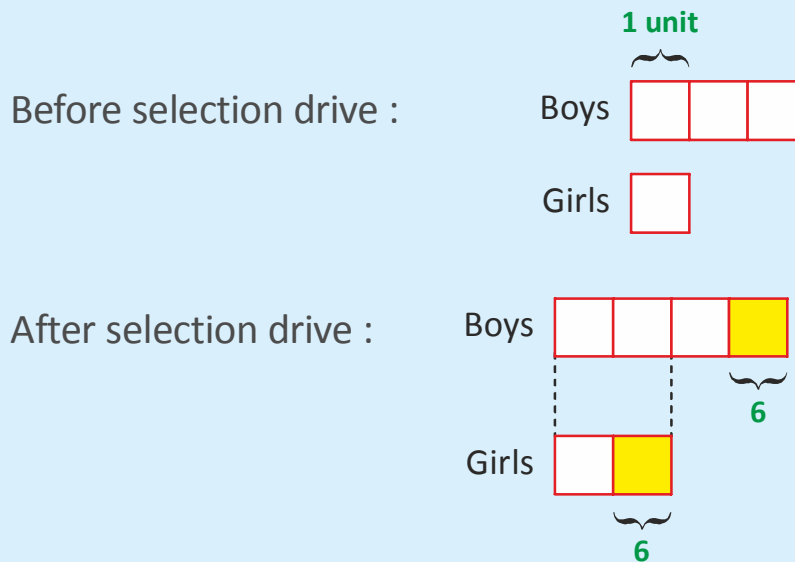 1 unit
Before selection drive : Boys
Girls
After selection drive : Boys
6
Girls
6